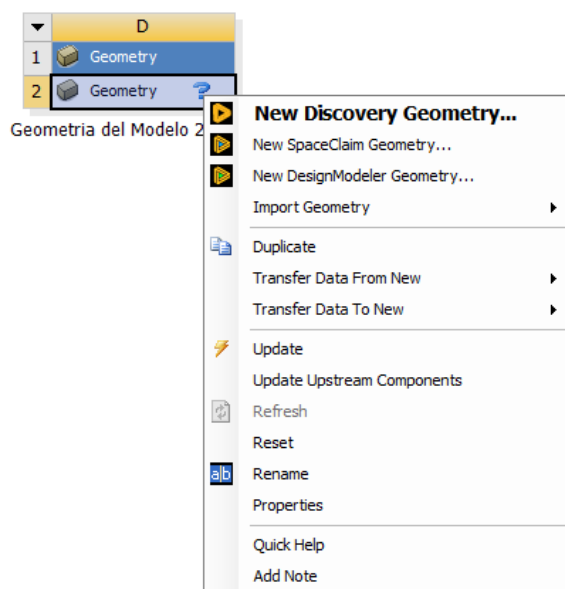 D
1 Geometry
2 Geometry ?
Geometria del Modelo 2
New Discovery Geometry...
New SpaceClaim Geometry...
New DesignModeler Geometry...
Import Geometry
Duplicate
Transfer Data From New
Transfer Data To New
Update
Update Upstream Components
Refresh
Reset
a|b Rename
Properties
Quick Help
Add Note